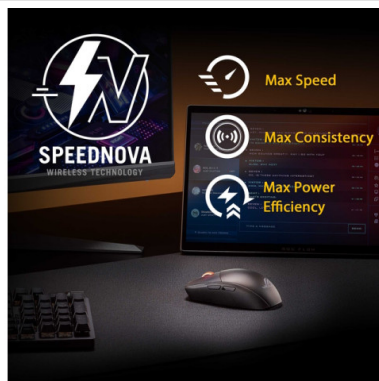 SPEEDNOVA
WIRELESS TECHNOLOGY
Max Speed
Max Consistency
Max Power
Efficiency